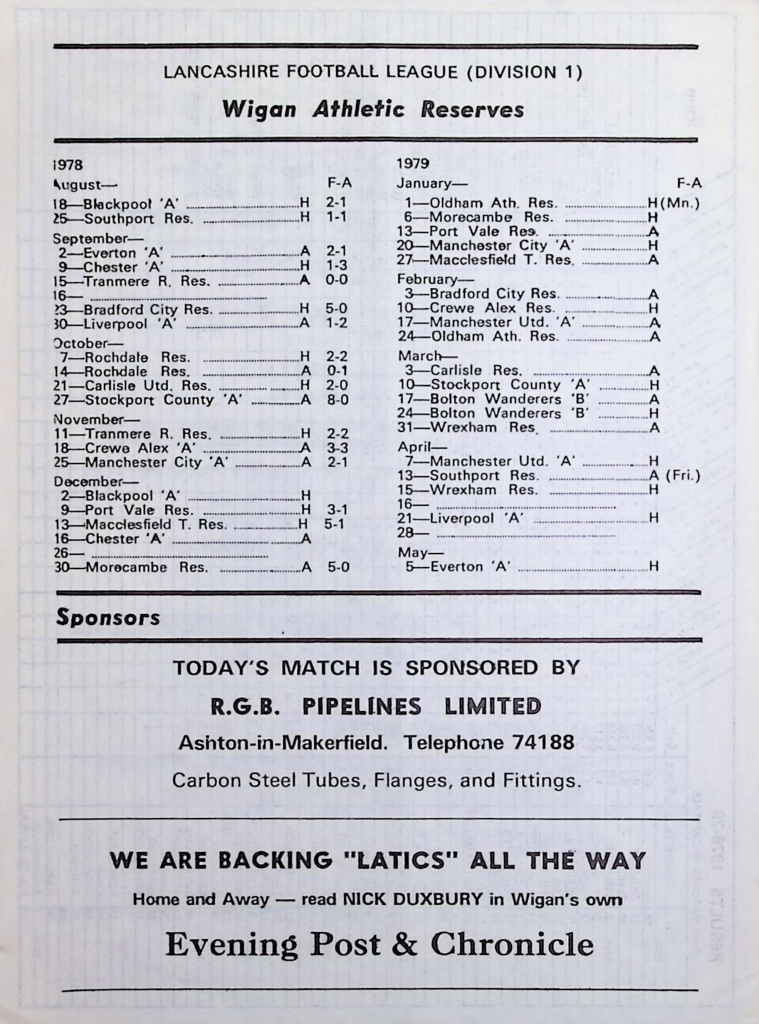 LANCASHIRE FOOTBALL LEAGUE (DIVISION 1)
Wigan Athletic Reserves
1978
August— F-A
18—Blackpool 'A' ..... H 2-1
25—Southport Res. ..... H 1-1
September—
2—Everton 'A' ..... A 2-1
9—Chester 'A' ..... H 1-3
15—Tranmere R. Res. ..... A 0-0
16— .....
23—Bradford City Res. ..... H 5-0
30—Liverpool 'A' ..... A 1-2
October—
7—Rochdale Res. ..... H 2-2
14—Rochdale Res. ..... A 0-1
21—Carlisle Utd. Res. ..... H 2-0
27—Stockport County 'A' ..... A 8-0
November—
11—Tranmere R. Res. ..... H 2-2
18—Crewe Alex 'A' ..... A 3-3
25—Manchester City 'A' ..... A 2-1
December—
2—Blackpool 'A' ..... H
9—Port Vale Res. ..... H 3-1
13—Macclesfield T. Res. ..... H 5-1
16—Chester 'A' ..... A
26— .....
30—Morecambe Res. ..... A 5-0
1979
January— F-A
1—Oldham Ath. Res. ..... H (Mn.)
6—Morecambe Res. ..... H
13—Port Vale Res. ..... A
20—Manchester City 'A' ..... H
27—Macclesfield T. Res. ..... A
February—
3—Bradford City Res. ..... A
10—Crewe Alex Res. ..... H
17—Manchester Utd. 'A' ..... A
24—Oldham Ath. Res. ..... A
March—
3—Carlisle Res. ..... A
10—Stockport County 'A' ..... H
17—Bolton Wanderers 'B' ..... A
24—Bolton Wanderers 'B' ..... H
31—Wrexham Res. ..... A
April—
7—Manchester Utd. 'A' ..... H
13—Southport Res. ..... A (Fri.)
15—Wrexham Res. ..... H
16— .....
21—Liverpool 'A' ..... H
28— .....
May—
5—Everton 'A' ..... H
Sponsors
TODAY'S MATCH IS SPONSORED BY
R.G.B. PIPELINES LIMITED
Ashton-in-Makerfield. Telephone 74188
Carbon Steel Tubes, Flanges, and Fittings.
WE ARE BACKING "LATICS" ALL THE WAY
Home and Away — read NICK DUXBURY in Wigan's own
Evening Post & Chronicle